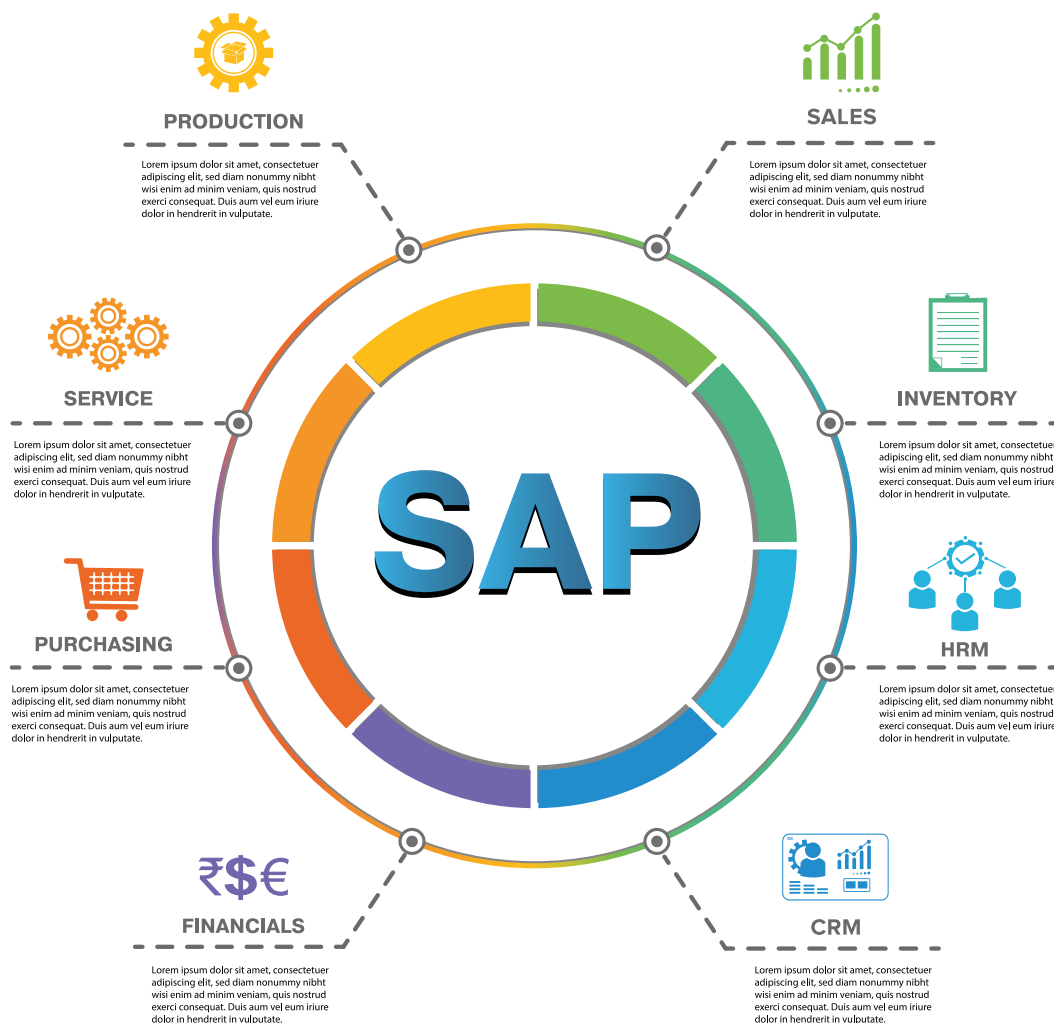 PRODUCTION
Lorem ipsum dolor sit amet, consectetuer
adipiscing elit, sed diam nonummy nibht
wisi enim ad minim veniam, quis nostrud
exerci consequat. Duis aum vel eum iriure
dolor in hendrerit in vulputate.
SALES
Lorem ipsum dolor sit amet, consectetuer
adipiscing elit, sed diam nonummy nibht
wisi enim ad minim veniam, quis nostrud
exerci consequat. Duis aum vel eum iriure
dolor in hendrerit in vulputate.
SERVICE
Lorem ipsum dolor sit amet, consectetuer
adipiscing elit, sed diam nonummy nibht
wisi enim ad minim veniam, quis nostrud
exerci consequat. Duis aum vel eum iriure
dolor in hendrerit in vulputate.
INVENTORY
Lorem ipsum dolor sit amet, consectetuer
adipiscing elit, sed diam nonummy nibht
wisi enim ad minim veniam, quis nostrud
exerci consequat. Duis aum vel eum iriure
dolor in hendrerit in vulputate.
SAP
PURCHASING
Lorem ipsum dolor sit amet, consectetuer
adipiscing elit, sed diam nonummy nibht
wisi enim ad minim veniam, quis nostrud
exerci consequat. Duis aum vel eum iriure
dolor in hendrerit in vulputate.
HRM
Lorem ipsum dolor sit amet, consectetuer
adipiscing elit, sed diam nonummy nibht
wisi enim ad minim veniam, quis nostrud
exerci consequat. Duis aum vel eum iriure
dolor in hendrerit in vulputate.
₹$€
FINANCIALS
Lorem ipsum dolor sit amet, consectetuer
adipiscing elit, sed diam nonummy nibht
wisi enim ad minim veniam, quis nostrud
exerci consequat. Duis aum vel eum iriure
dolor in hendrerit in vulputate.
CRM
Lorem ipsum dolor sit amet, consectetuer
adipiscing elit, sed diam nonummy nibht
wisi enim ad minim veniam, quis nostrud
exerci consequat. Duis aum vel eum iriure
dolor in hendrerit in vulputate.